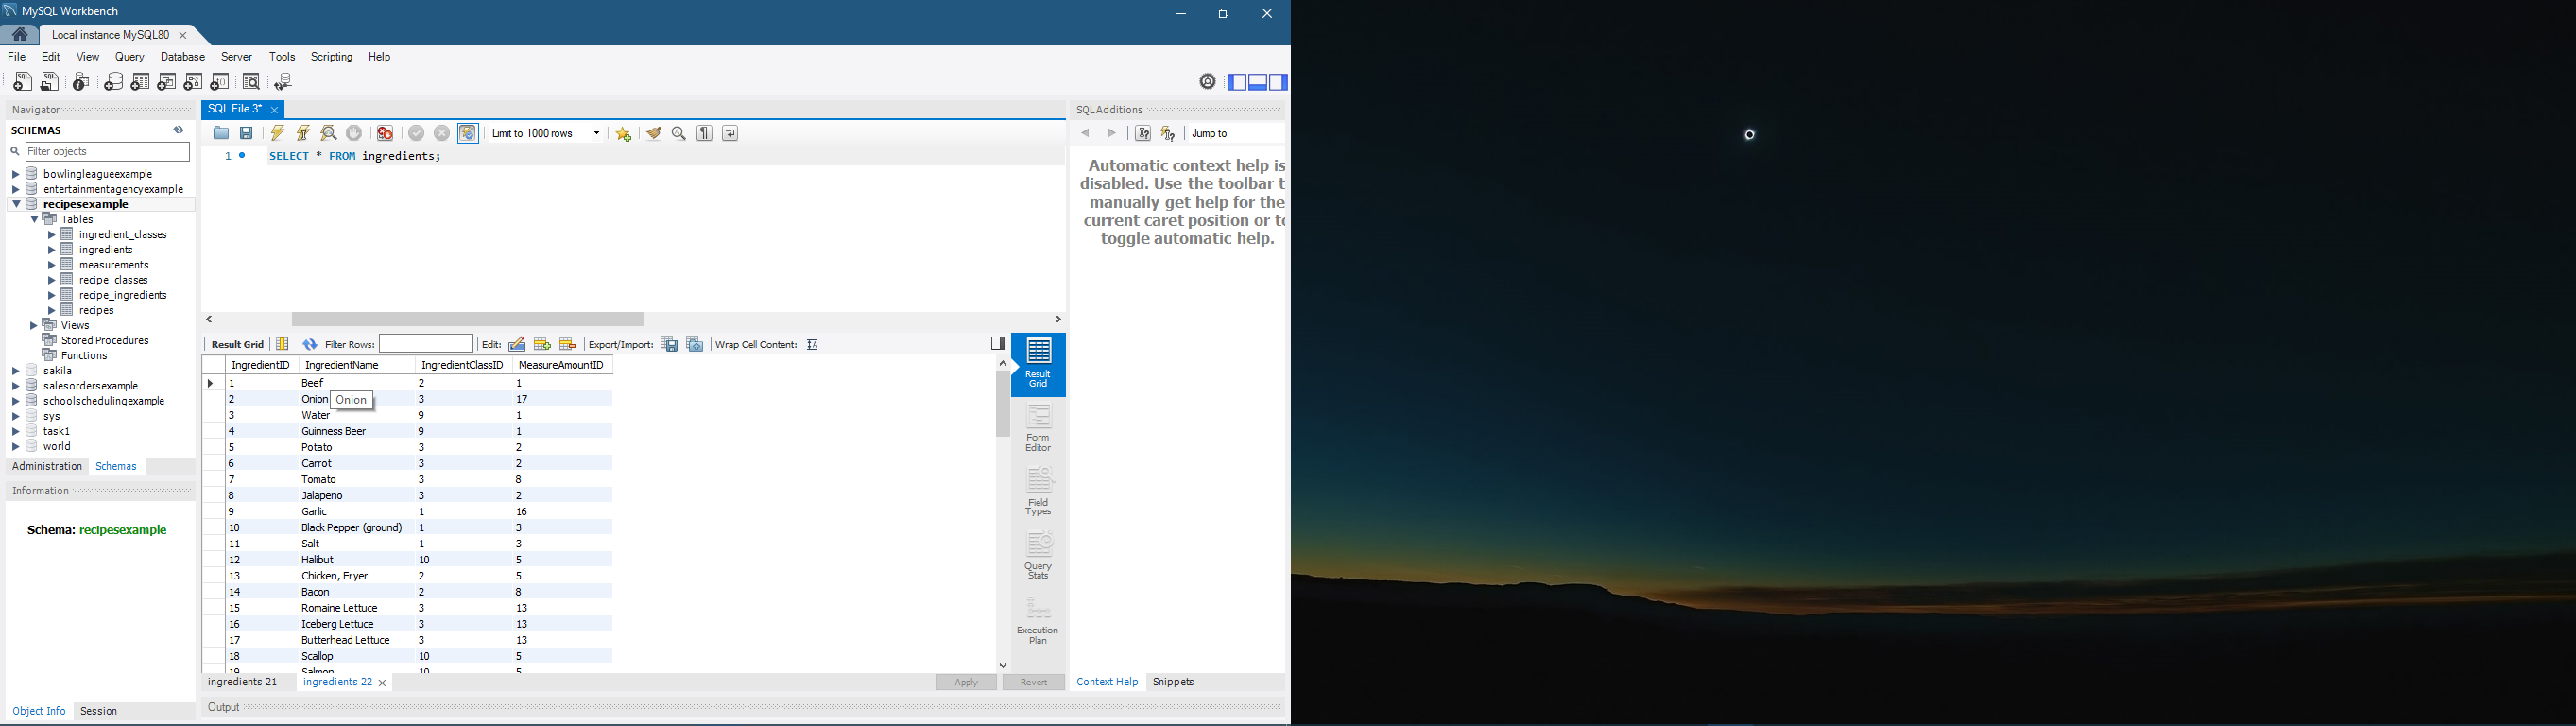 MySQL Workbench
Local instance MySQL80
File Edit View Query Database Server Tools Scripting Help
Navigator
SCHEMAS
Filter objects
bowlingleagueexample
entertainmentagencyexample
recipesexample
Tables
ingredient_classes
ingredients
measurements
recipe_classes
recipe_ingredients
recipes
Views
Stored Procedures
Functions
sakila
salesordersexample
schoolschedulingexample
sys
task1
world
Administration Schemas
Information
Schema: recipesexample
Object Info Session
SQL File 3*
Limit to 1000 rows
1 SELECT * FROM ingredients;
Result Grid Filter Rows: Edit: Export/Import: Wrap Cell Content:
IngredientID IngredientName IngredientClassID MeasureAmountID
1 Beef 2 1
2 Onion Onion 3 17
3 Water 9 1
4 Guinness Beer 9 1
5 Potato 3 2
6 Carrot 3 2
7 Tomato 3 8
8 Jalapeno 3 2
9 Garlic 1 16
10 Black Pepper (ground) 1 3
11 Salt 1 3
12 Halibut 10 5
13 Chicken, Fryer 2 5
14 Bacon 2 8
15 Romaine Lettuce 3 13
16 Iceberg Lettuce 3 13
17 Butterhead Lettuce 3 13
18 Scallop 10 5
19 Salmon 10 5
Result
Grid
Form
Editor
Field
Types
Query
Stats
Execution
Plan
ingredients 21 ingredients 22 Apply Revert
Output
SQLAdditions
Jump to
Automatic context help is
disabled. Use the toolbar t
manually get help for the
current caret position or to
toggle automatic help.
Context Help Snippets